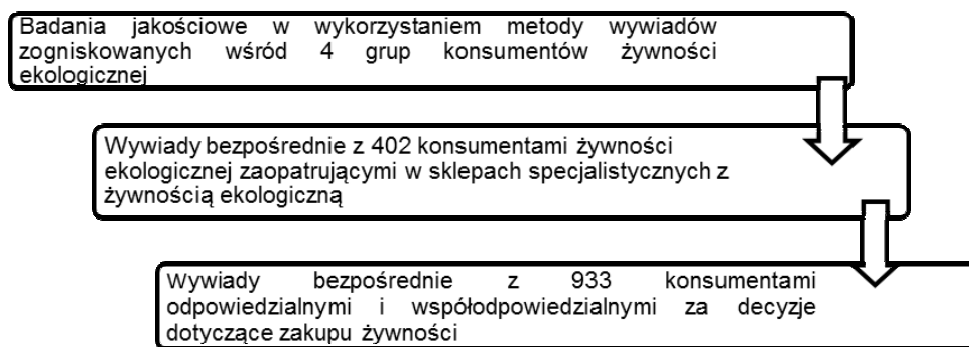 Badania jakościowe w wykorzystaniem metody wywiadów
zogniskowanych wśród 4 grup konsumentów żywności
ekologicznej
Wywiady bezpośrednie z 402 konsumentami żywności
ekologicznej zaopatrującymi w sklepach specjalistycznych z
żywnością ekologiczną
Wywiady bezpośrednie z 933 konsumentami
odpowiedzialnymi i współodpowiedzialnymi za decyzje
dotyczące zakupu żywności